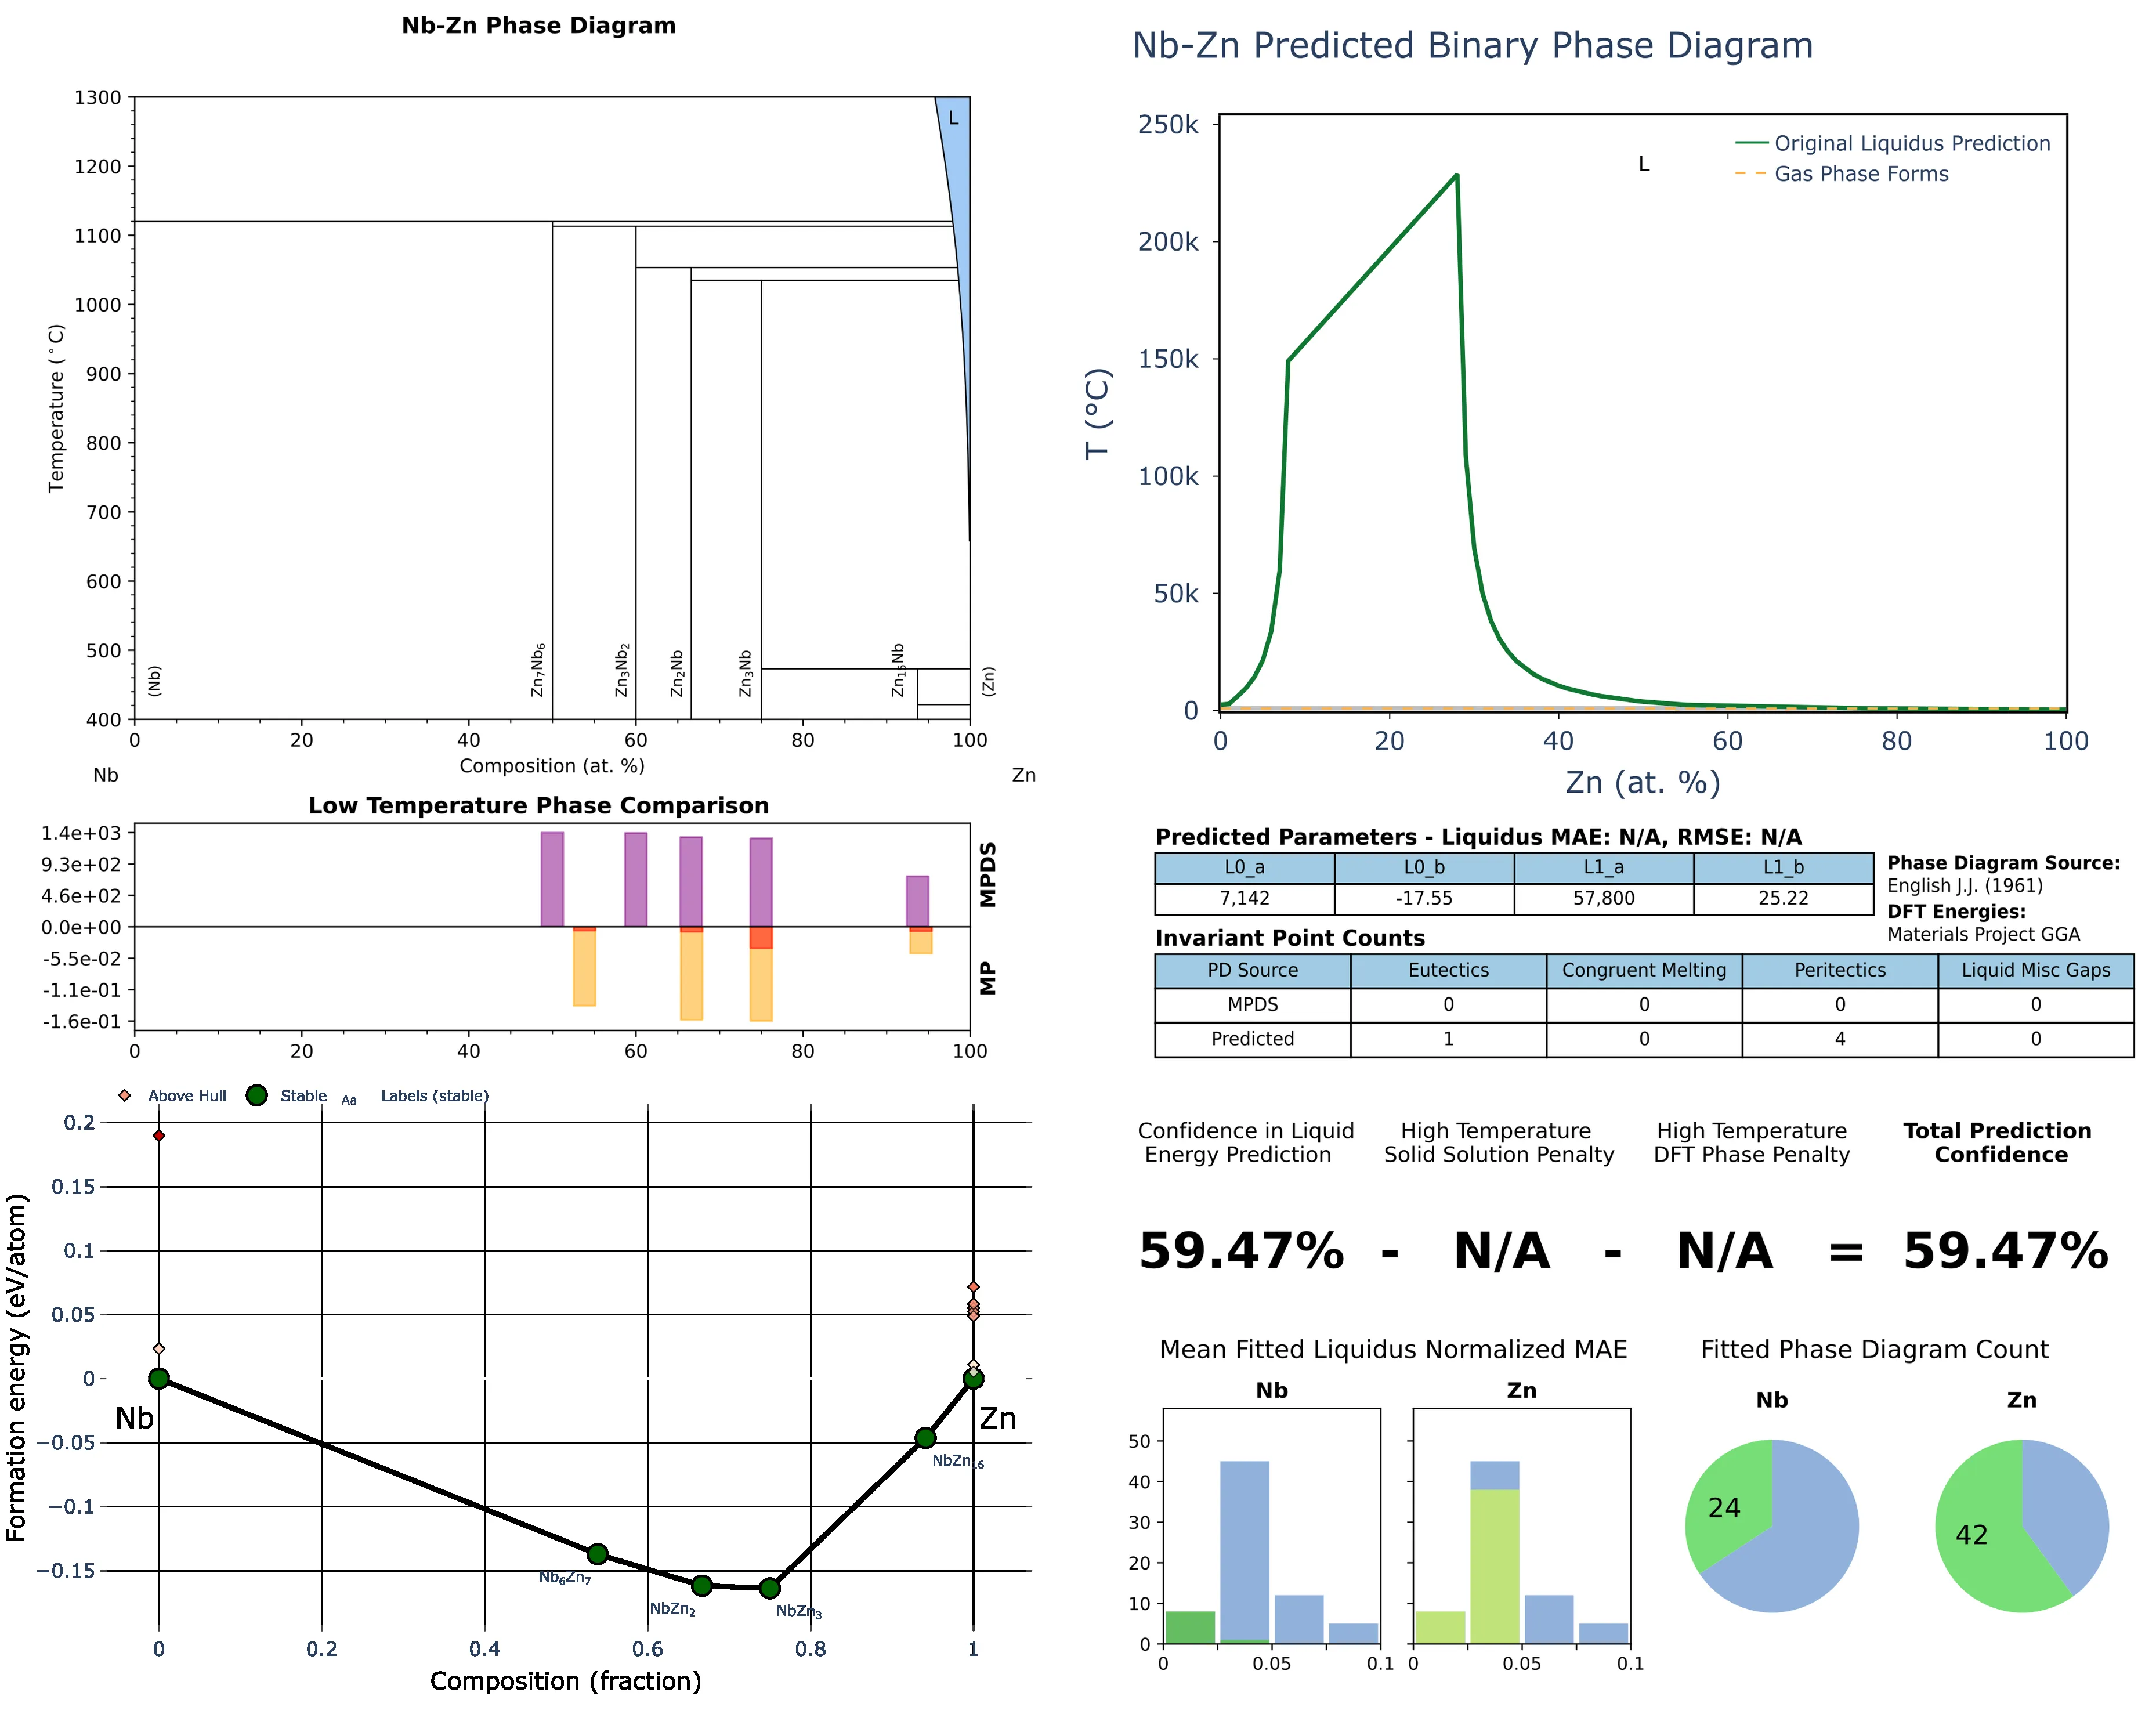 Nb-Zn Phase Diagram
1300
1200
1100
1000
900
800
700
600
500
400
Temperature (°C)
L
(Nb)
Zn₇Nb₆
Zn₃Nb₂
Zn₂Nb
Zn₃Nb
Zn₁₅Nb
(Zn)
0 20 40 60 80 100
Composition (at. %)
Nb Zn
Low Temperature Phase Comparison
1.4e+03
9.3e+02
4.6e+02
0.0e+00
-5.5e-02
-1.1e-01
-1.6e-01
MPDS
MP
0 20 40 60 80 100
Above Hull Stable Aa Labels (stable)
0.2
0.15
0.1
0.05
0
−0.05
−0.1
−0.15
Formation energy (eV/atom)
Nb
Zn
NbZn₁₆
Nb₆Zn₇
NbZn₂
NbZn₃
0 0.2 0.4 0.6 0.8 1
Composition (fraction)
Nb-Zn Predicted Binary Phase Diagram
250k
200k
150k
100k
50k
0
T (°C)
L
Original Liquidus Prediction
Gas Phase Forms
0 20 40 60 80 100
Zn (at. %)
Predicted Parameters - Liquidus MAE: N/A, RMSE: N/A
L0_a L0_b L1_a L1_b
7,142 -17.55 57,800 25.22
Phase Diagram Source:
English J.J. (1961)
DFT Energies:
Materials Project GGA
Invariant Point Counts
PD Source Eutectics Congruent Melting Peritectics Liquid Misc Gaps
MPDS 0 0 0 0
Predicted 1 0 4 0
Confidence in Liquid Energy Prediction
High Temperature Solid Solution Penalty
High Temperature DFT Phase Penalty
Total Prediction Confidence
59.47% - N/A - N/A = 59.47%
Mean Fitted Liquidus Normalized MAE
Nb Zn
50
40
30
20
10
0
0 0.05 0.1 0 0.05 0.1
Fitted Phase Diagram Count
Nb Zn
24 42